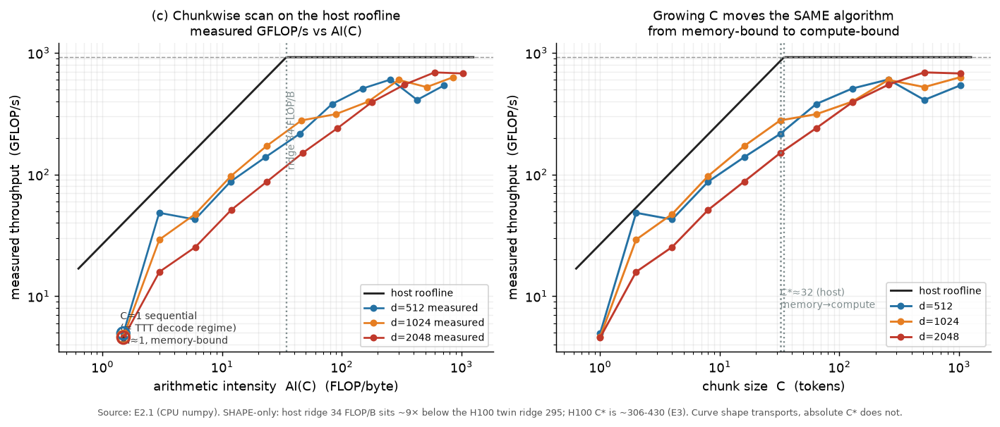 (c) Chunkwise scan on the host roofline
measured GFLOP/s vs AI(C)
10³
10²
10¹
measured throughput (GFLOP/s)
ridge 34 FLOP/B
C=1 sequential
TTT decode regime)
≈1, memory-bound
host roofline
d=512 measured
d=1024 measured
d=2048 measured
10⁰ 10¹ 10² 10³
arithmetic intensity AI(C) (FLOP/byte)
Growing C moves the SAME algorithm
from memory-bound to compute-bound
10³
10²
10¹
measured throughput (GFLOP/s)
C*≈32 (host)
memory→compute
host roofline
d=512
d=1024
d=2048
10⁰ 10¹ 10² 10³
chunk size C (tokens)
Source: E2.1 (CPU numpy). SHAPE-only: host ridge 34 FLOP/B sits ~9× below the H100 twin ridge 295; H100 C* is ~306-430 (E3). Curve shape transports, absolute C* does not.